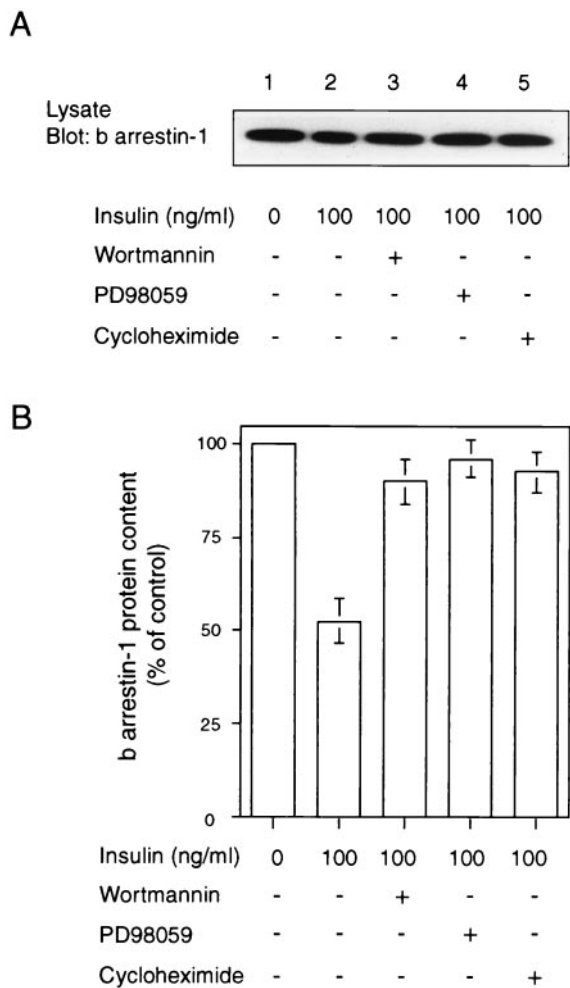 A
1 2 3 4 5
Lysate
Blot: b arrestin-1
Insulin (ng/ml) 0 100 100 100 100
Wortmannin - - + - -
PD98059 - - - + -
Cycloheximide - - - - +
B
b arrestin-1 protein content
(% of control)
100
75
50
25
0
Insulin (ng/ml) 0 100 100 100 100
Wortmannin - - + - -
PD98059 - - - + -
Cycloheximide - - - - +